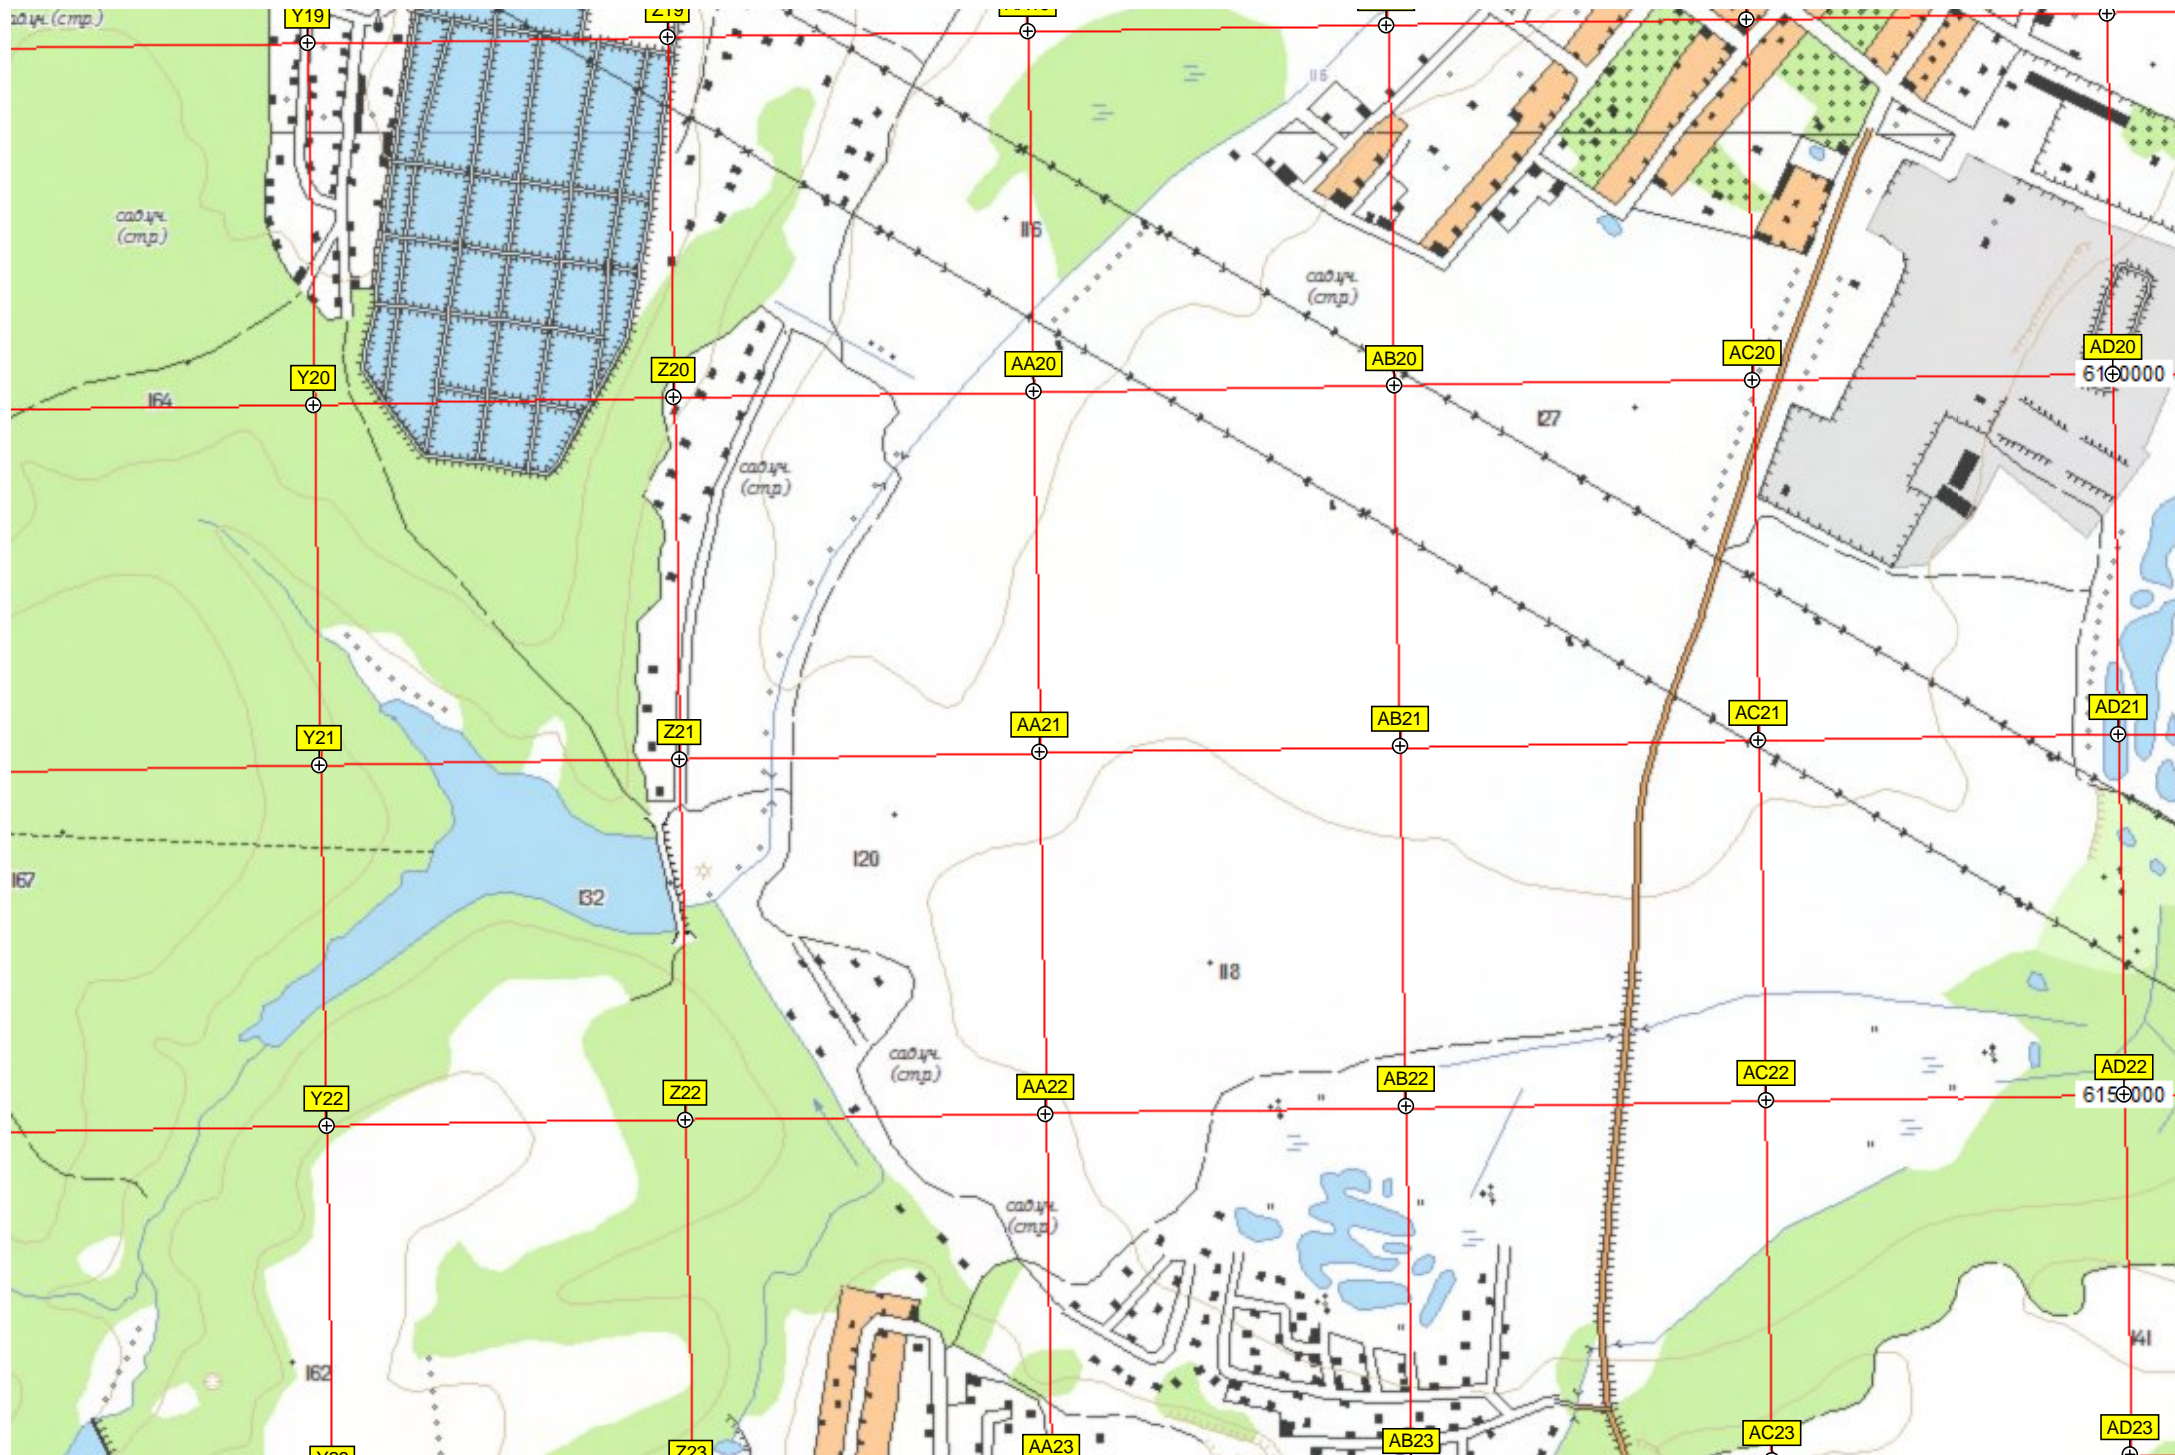 Y19
Z19
116
сад.уч.
(стр.)
116
сад.уч.
(стр.)
Y20
Z20
AA20
AB20
AC20
AD20
164
127
сад.уч.
(стр.)
Y21
Z21
AA21
AB21
AC21
AD21
120
167
132
118
сад.уч.
(стр.)
Y22
Z22
AA22
AB22
AC22
AD22
сад.уч.
(стр.)
162
141
Z23
AA23
AB23
AC23
AD23